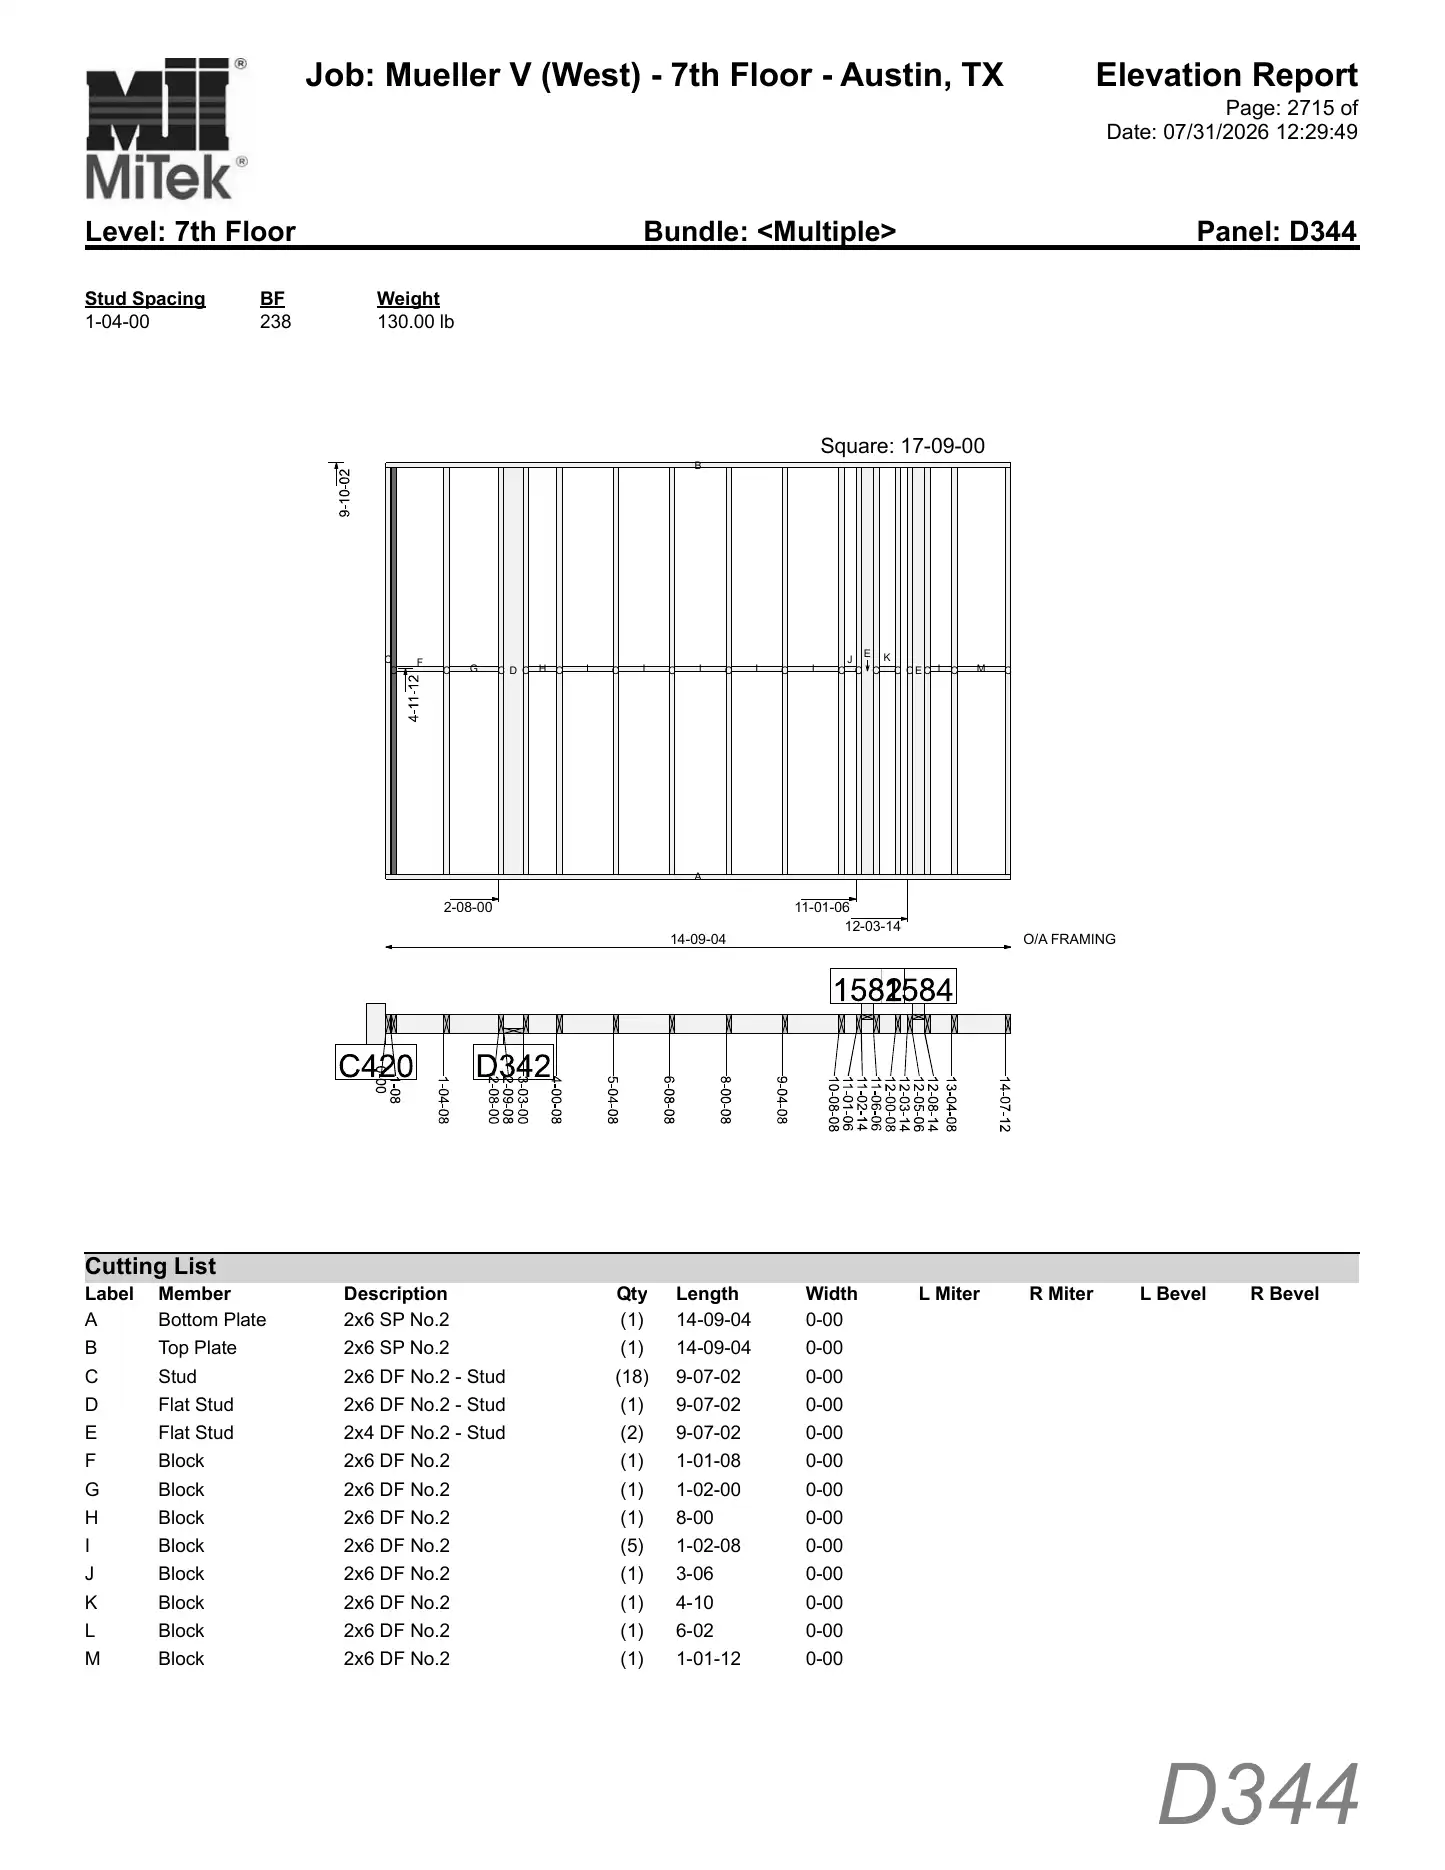 Job: Mueller V (West) - 7th Floor - Austin, TX
Elevation Report
Page: 2715 of
Date: 07/31/2026 12:29:49
MiTek®
Level: 7th Floor Bundle: <Multiple> Panel: D344
Stud Spacing BF Weight
1-04-00 238 130.00 lb
Square: 17-09-00
B
9-10-02
C F G D H I I I I I J E K E L M
4-11-12
A
2-08-00 11-01-06
12-03-14
14-09-04 O/A FRAMING
1582 1584
C420 D342
0-00 1-08 1-04-08 2-08-00 2-09-08 3-03-00 4-00-08 5-04-08 6-08-08 8-00-08 9-04-08 10-08-08 11-01-06 11-02-14 11-06-06 12-00-08 12-03-14 12-05-06 12-08-14 13-04-08 14-07-12
Cutting List
Label Member Description Qty Length Width L Miter R Miter L Bevel R Bevel
A Bottom Plate 2x6 SP No.2 (1) 14-09-04 0-00
B Top Plate 2x6 SP No.2 (1) 14-09-04 0-00
C Stud 2x6 DF No.2 - Stud (18) 9-07-02 0-00
D Flat Stud 2x6 DF No.2 - Stud (1) 9-07-02 0-00
E Flat Stud 2x4 DF No.2 - Stud (2) 9-07-02 0-00
F Block 2x6 DF No.2 (1) 1-01-08 0-00
G Block 2x6 DF No.2 (1) 1-02-00 0-00
H Block 2x6 DF No.2 (1) 8-00 0-00
I Block 2x6 DF No.2 (5) 1-02-08 0-00
J Block 2x6 DF No.2 (1) 3-06 0-00
K Block 2x6 DF No.2 (1) 4-10 0-00
L Block 2x6 DF No.2 (1) 6-02 0-00
M Block 2x6 DF No.2 (1) 1-01-12 0-00
D344